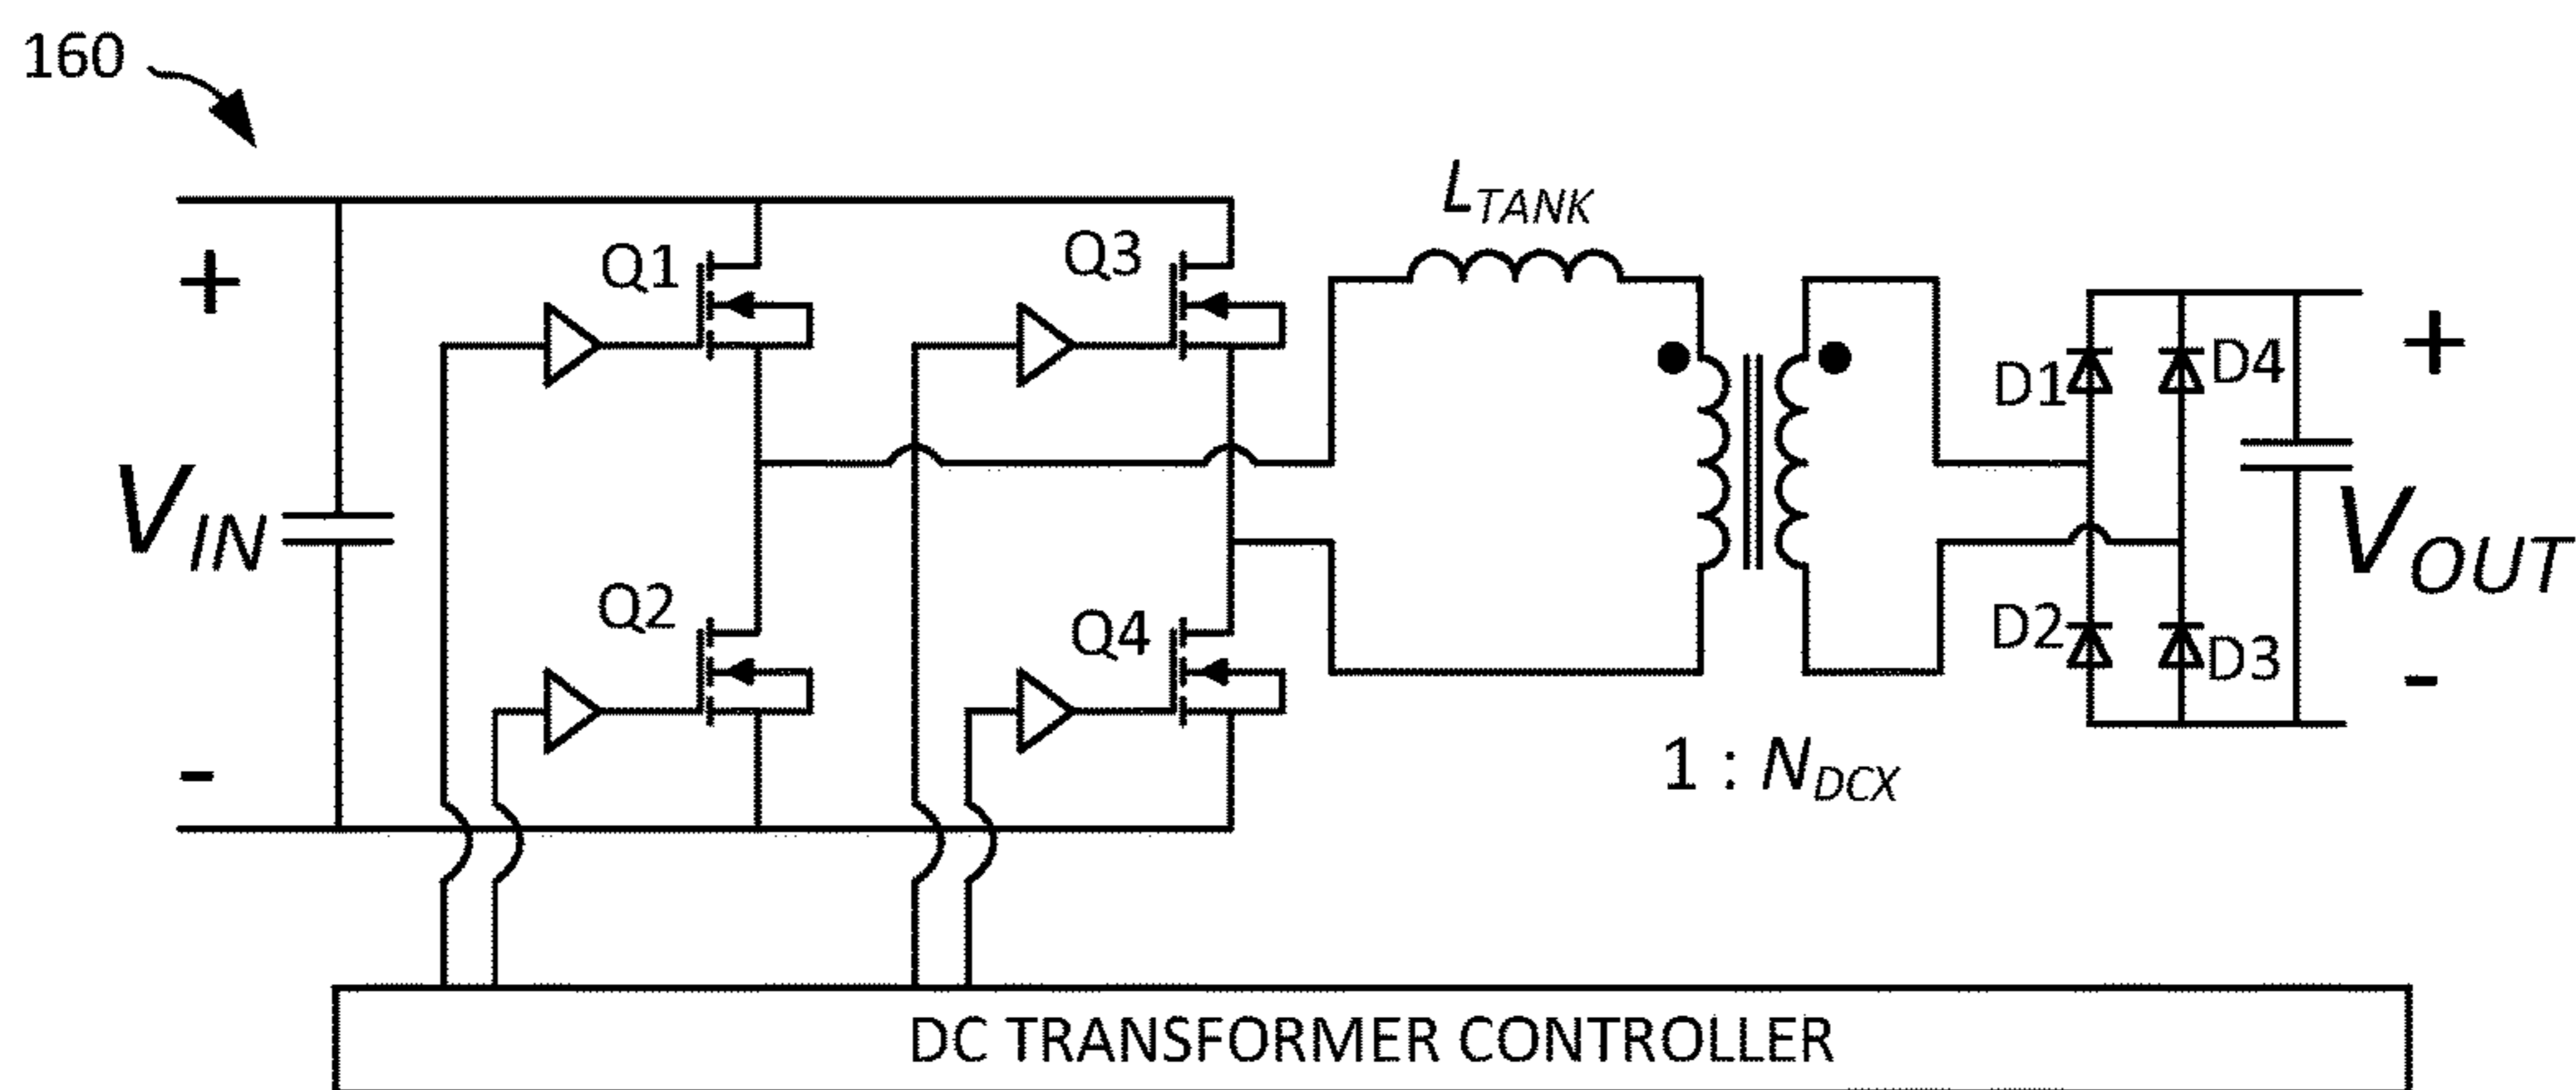 160
L_TANK
Q1
Q3
+
+
D1
D4
V_IN
V_OUT
Q2
Q4
D2
D3
-
-
1 : N_DCX
DC TRANSFORMER CONTROLLER